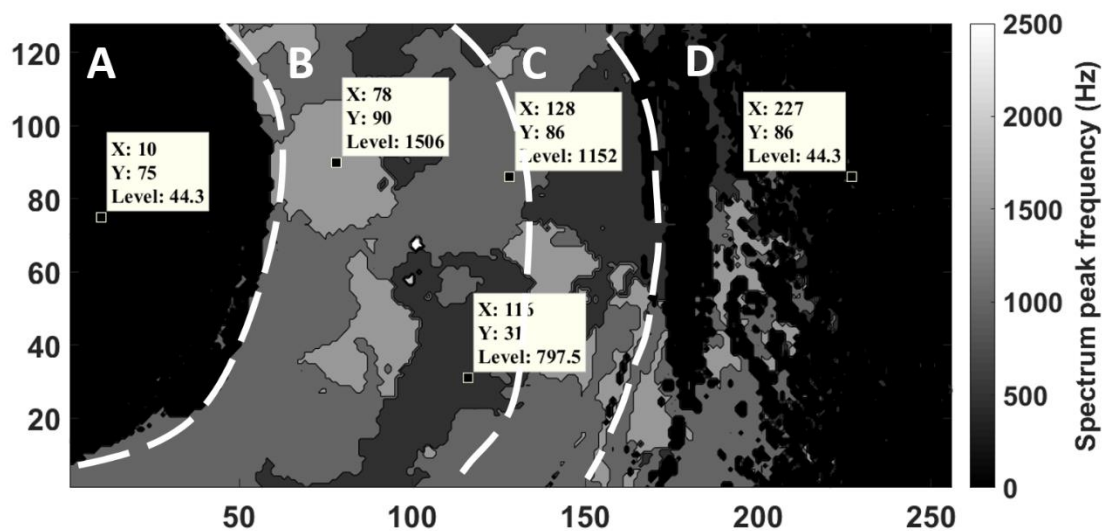 A
B
C
D
X: 10
Y: 75
Level: 44.3
X: 78
Y: 90
Level: 1506
X: 128
Y: 86
Level: 1152
X: 227
Y: 86
Level: 44.3
X: 116
Y: 31
Level: 797.5
120
100
80
60
40
20
50
100
150
200
250
2500
2000
1500
1000
500
0
Spectrum peak frequency (Hz)